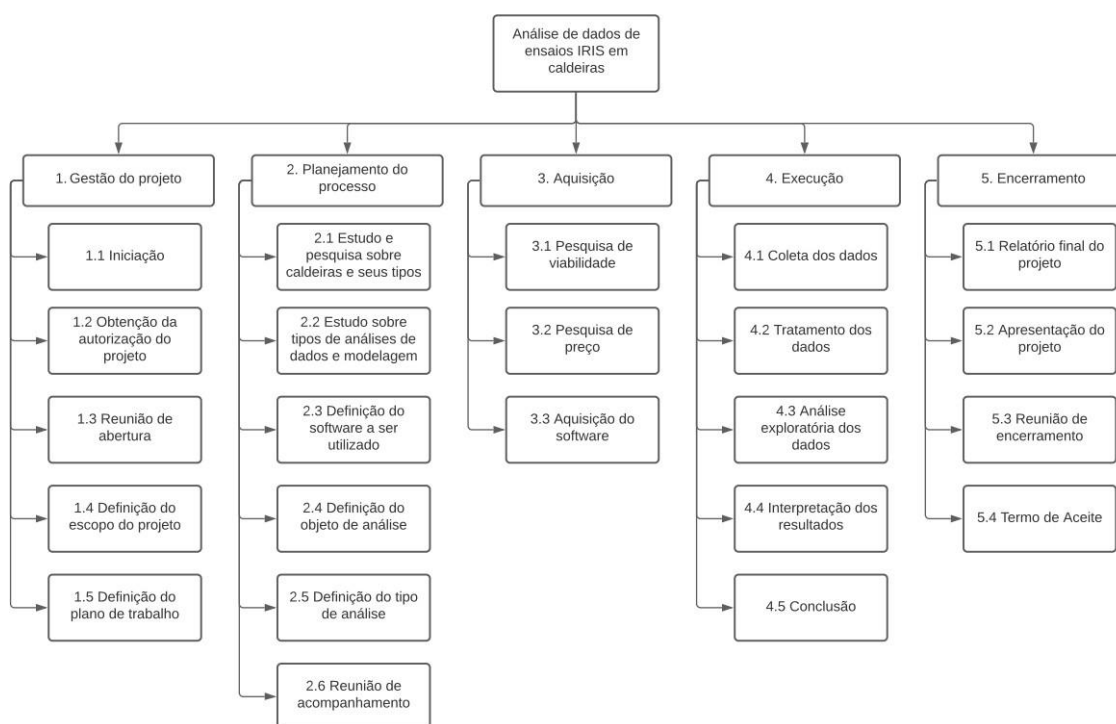 Análise de dados de
ensaios IRIS em
caldeiras
1. Gestão do projeto
2. Planejamento do
processo
3. Aquisição
4. Execução
5. Encerramento
1.1 Iniciação
1.2 Obtenção da
autorização do
projeto
1.3 Reunião de
abertura
1.4 Definição do
escopo do projeto
1.5 Definição do
plano de trabalho
2.1 Estudo e
pesquisa sobre
caldeiras e seus tipos
2.2 Estudo sobre
tipos de análises de
dados e modelagem
2.3 Definição do
software a ser
utilizado
2.4 Definição do
objeto de análise
2.5 Definição do tipo
de análise
2.6 Reunião de
acompanhamento
3.1 Pesquisa de
viabilidade
3.2 Pesquisa de
preço
3.3 Aquisição do
software
4.1 Coleta dos dados
4.2 Tratamento dos
dados
4.3 Análise
exploratória dos
dados
4.4 Interpretação dos
resultados
4.5 Conclusão
5.1 Relatório final do
projeto
5.2 Apresentação do
projeto
5.3 Reunião de
encerramento
5.4 Termo de Aceite